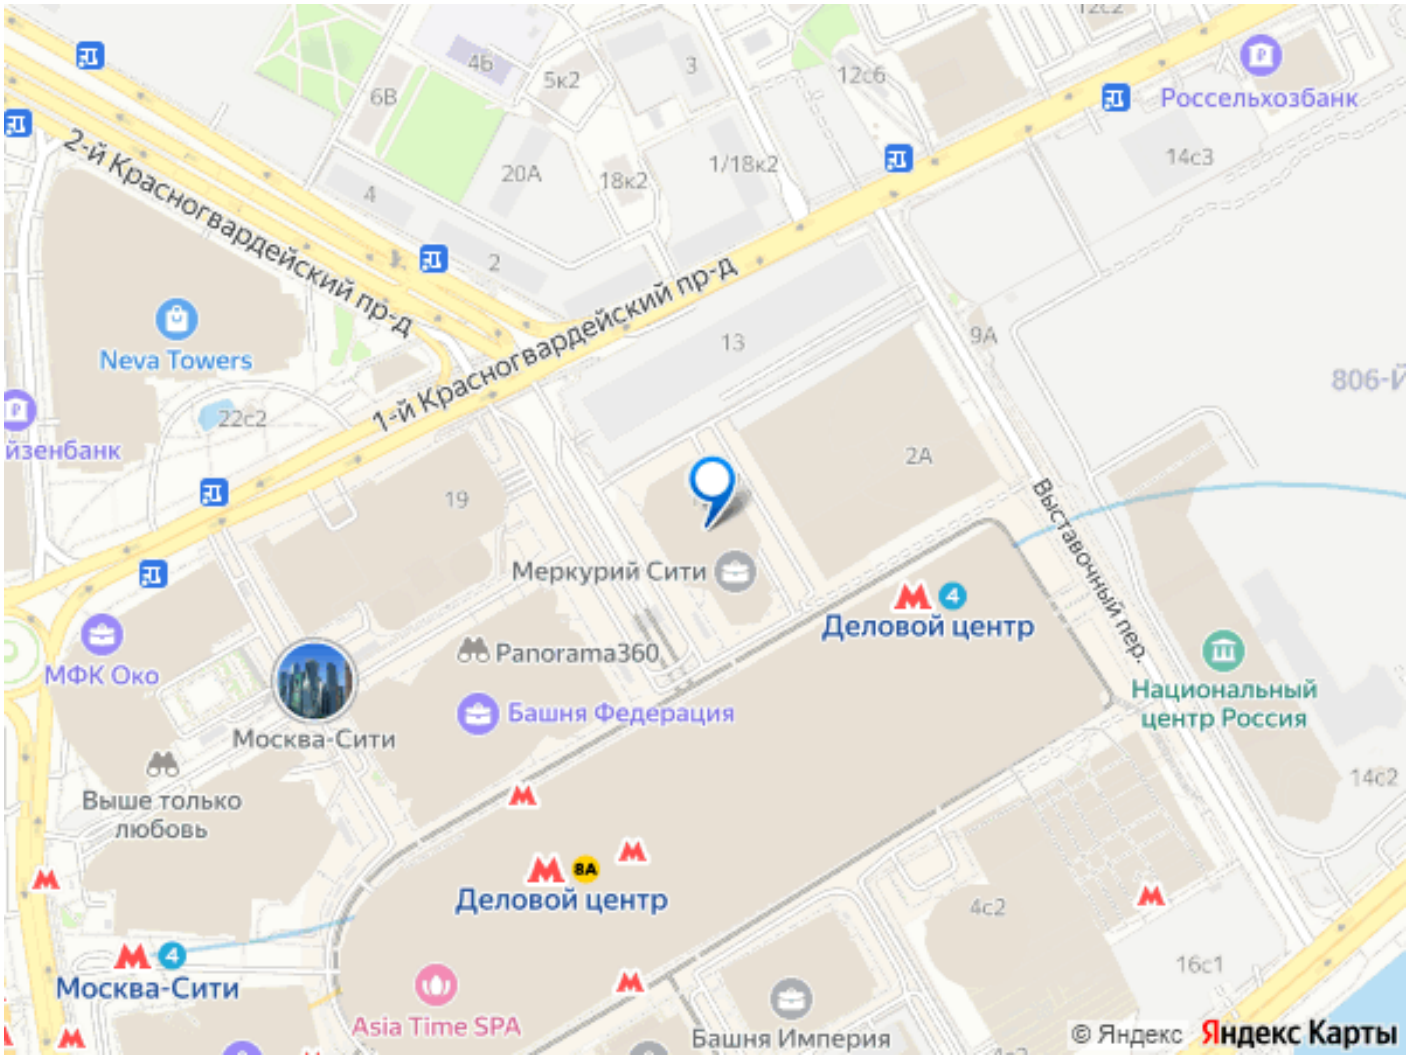 12с2
4Б
3
5к2
12с6
6В
Россельхозбанк
2-й Красногвардейский пр-д
1/18к2
14с3
20А
18к2
4
2
1-й Красногвардейский пр-д
13
9А
Neva Towers
806-Й
22с2
йзенбанк
2А
19
Выставочный пер.
Меркурий Сити
4
Деловой центр
Panorama360
МФК Око
Национальный
центр Россия
Башня Федерация
Москва-Сити
14с2
Выше только
любовь
8А
Деловой центр
4с2
4
Москва-Сити
16с1
Asia Time SPA
Башня Империя
© Яндекс Яндекс Карты